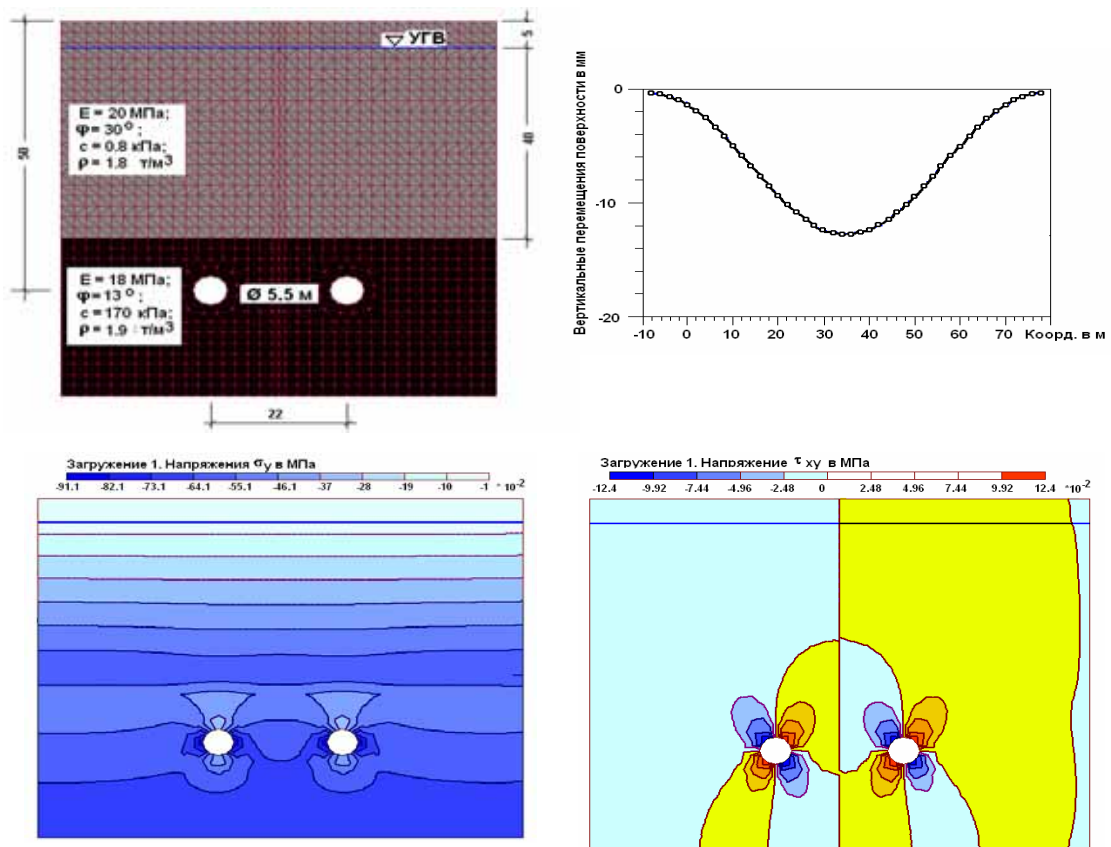 УГВ
5
50
40
E = 20 МПа;
φ= 30°;
c = 0.8 кПа;
ρ = 1.8 т/м3
E = 18 МПа;
φ= 13°;
c = 170 кПа;
ρ = 1.9 т/м3
Ø 5.5 м
22
Вертикальные перемещения поверхности в мм
0
-10
-20
-10 0 10 20 30 40 50 60 70 Коорд. в м
Загружение 1. Напряжения σy в МПа
-91.1 -82.1 -73.1 -64.1 -55.1 -46.1 -37 -28 -19 -10 -1 * 10-2
Загружение 1. Напряжение τ xy в МПа
-12.4 -9.92 -7.44 -4.96 -2.48 0 2.48 4.96 7.44 9.92 12.4 *10-2